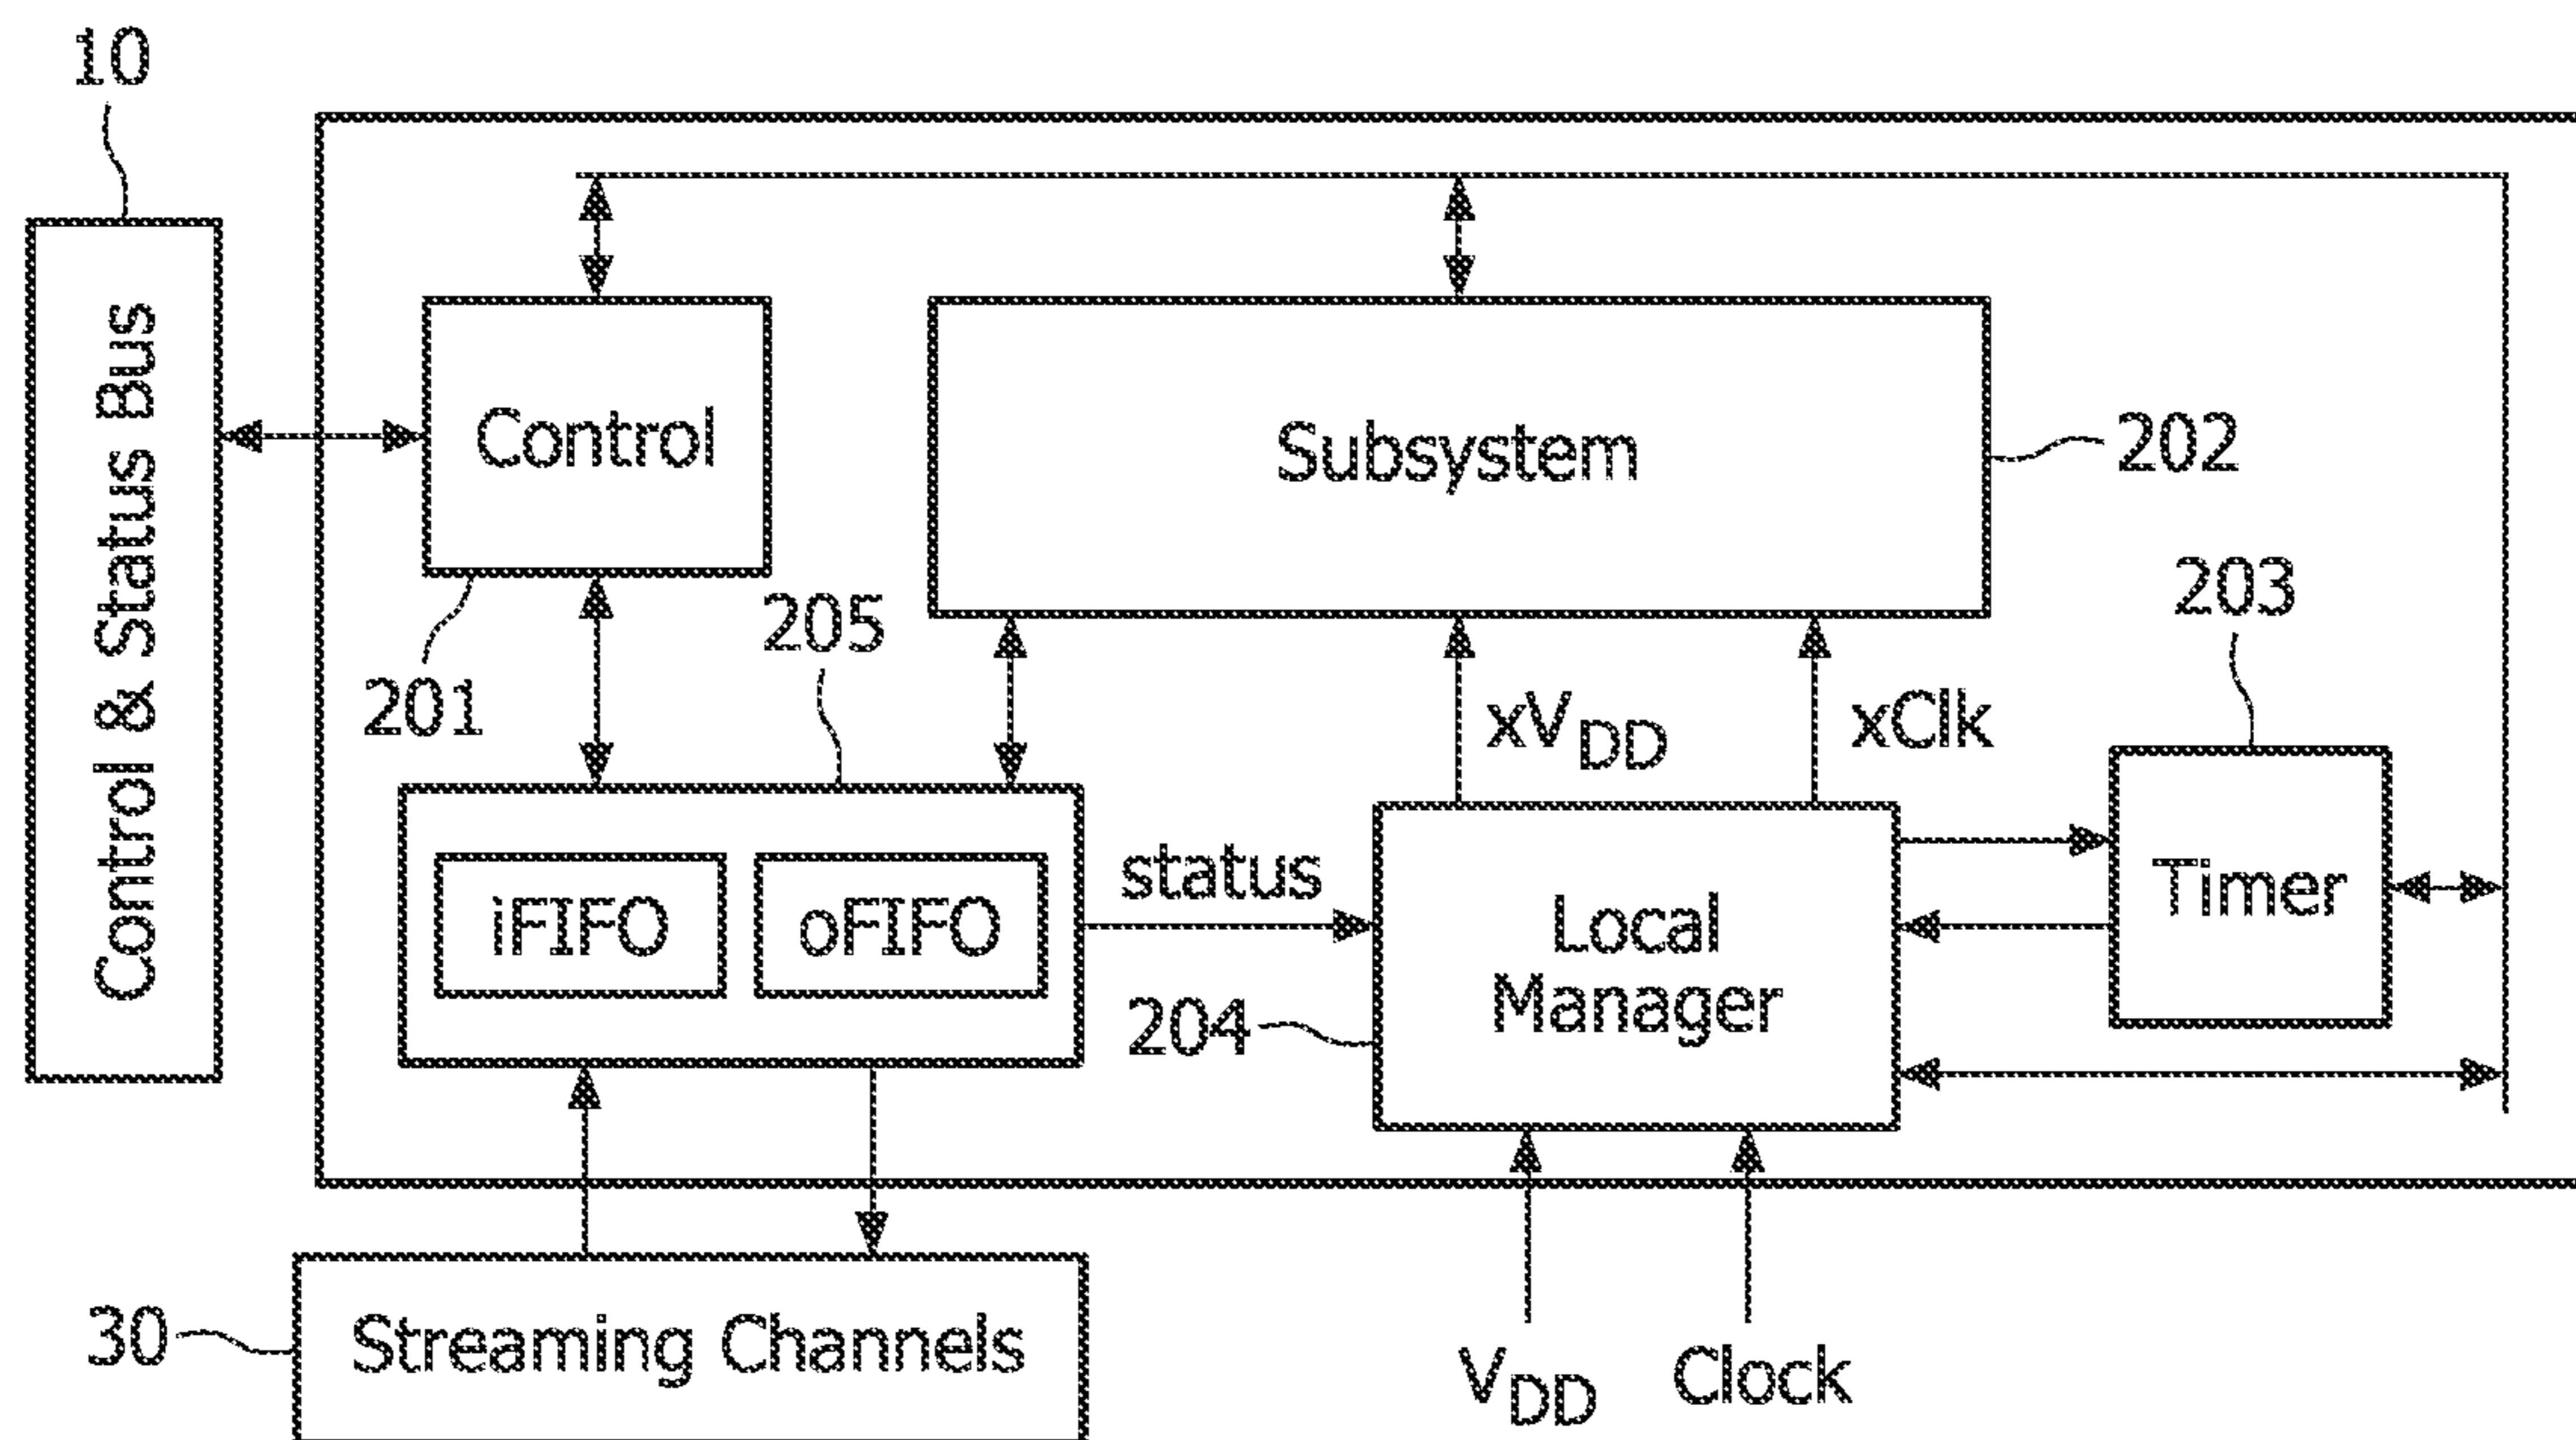 10
Control & Status Bus
Control
Subsystem
202
203
205
201
xVDD
xClk
Timer
status
iFIFO
oFIFO
Local
Manager
204
30
Streaming Channels
VDD
Clock